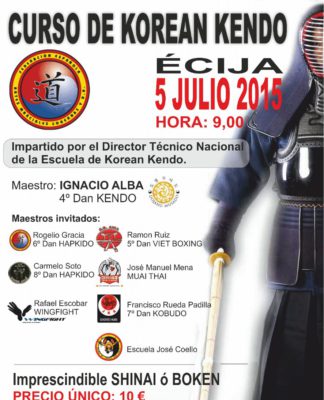 CURSO DE KOREAN KENDO
ÉCIJA
5 JULIO 2015
HORA: 9,00
道
Impartido por el Director Técnico Nacional
de la Escuela de Korean Kendo.
Maestro: IGNACIO ALBA
4º Dan KENDO
Maestros invitados:
Rogelio Gracia
6º Dan HAPKIDO
Ramon Ruiz
5º Dan VIET BOXING
Carmelo Soto
8º Dan HAPKIDO
José Manuel Mena
MUAI THAI
Rafael Escobar
WINGFIGHT
Francisco Rueda Padilla
7º Dan KOBUDO
WINGFIGHT
Escuela José Coello
Imprescindible SHINAI ó BOKEN
PRECIO ÚNICO: 10 €